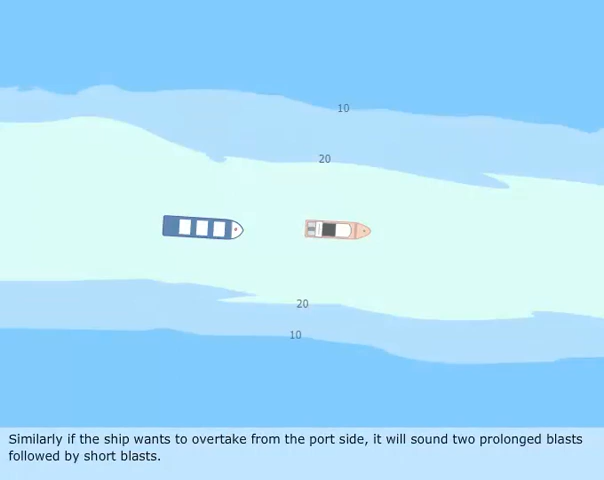 10
20
20
10
Similarly if the ship wants to overtake from the port side, it will sound two prolonged blasts
followed by short blasts.